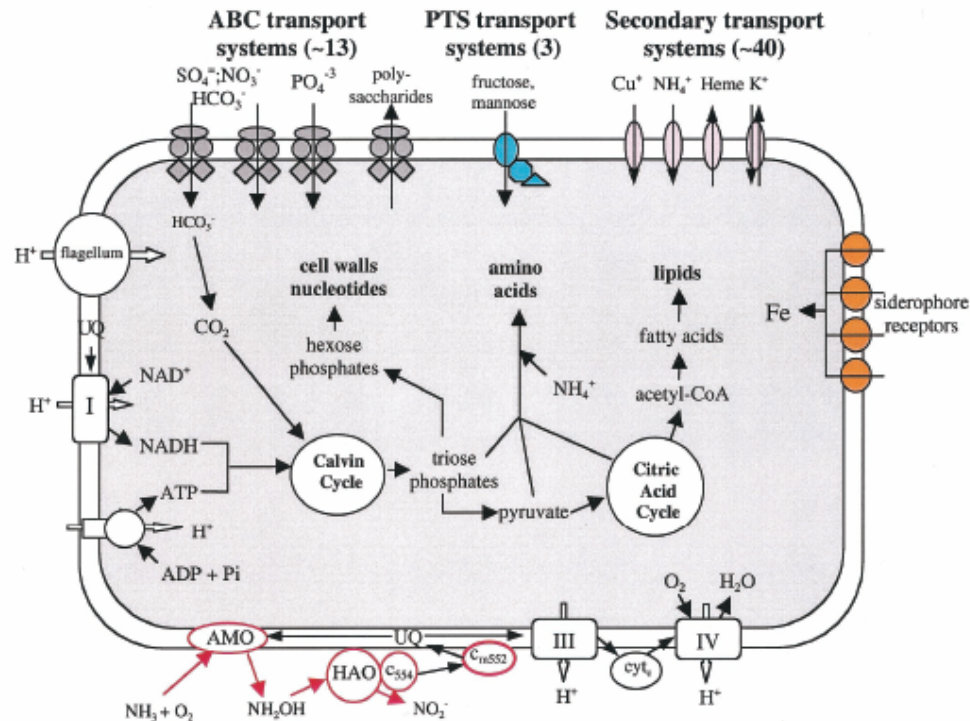 ABC transport
systems (~13)
PTS transport
systems (3)
Secondary transport
systems (~40)
SO₄⁼;NO₃⁻
HCO₃⁻
PO₄⁻³
poly-
saccharides
fructose,
mannose
Cu⁺
NH₄⁺
Heme
K⁺
HCO₃⁻
H⁺
flagellum
cell walls
nucleotides
amino
acids
lipids
Fe
siderophore
receptors
UQ
CO₂
hexose
phosphates
fatty acids
NAD⁺
NH₄⁺
acetyl-CoA
H⁺
I
NADH
Calvin
Cycle
triose
phosphates
Citric
Acid
Cycle
ATP
pyruvate
H⁺
ADP + Pi
O₂
H₂O
AMO
UQ
III
IV
HAO
c₅₅₄
cₘ₅₅₂
cytc
NH₃ + O₂
NH₂OH
NO₂⁻
H⁺
H⁺